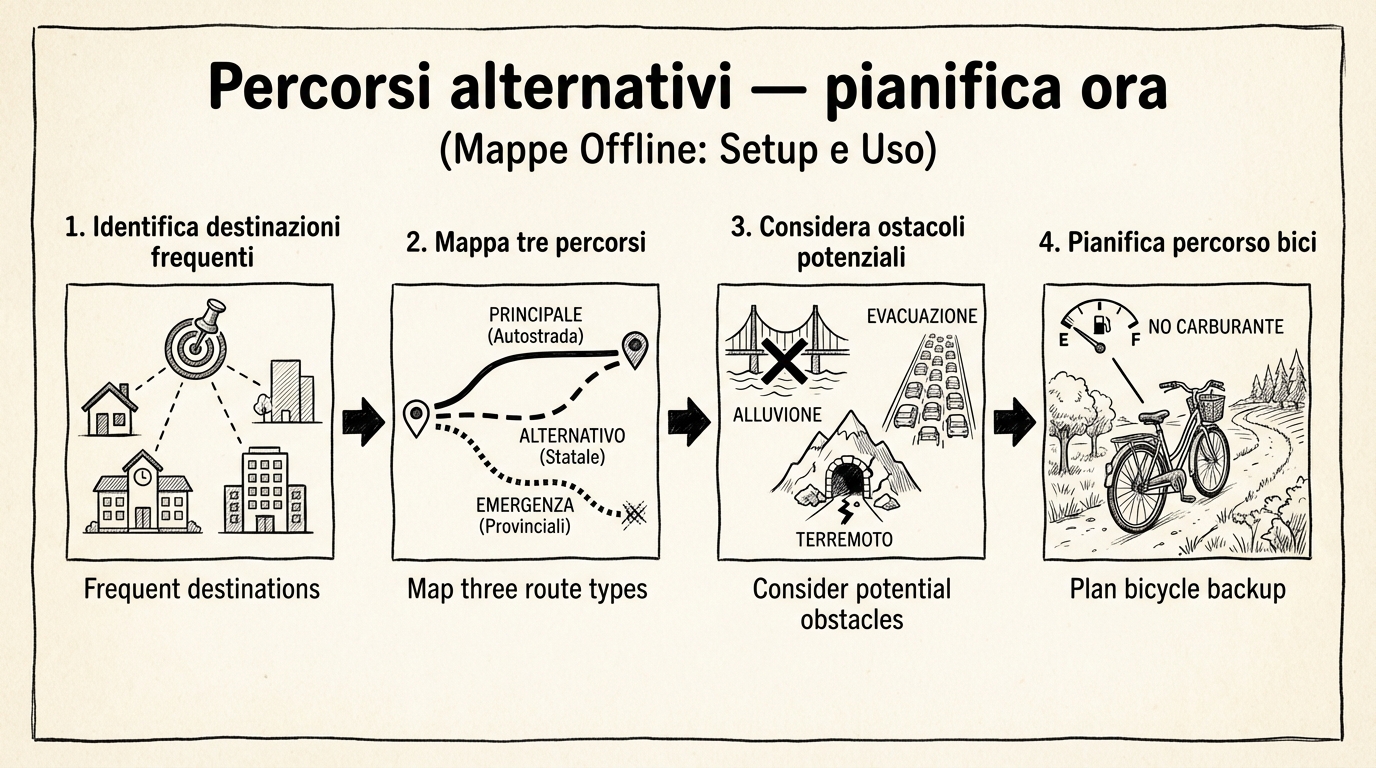 Percorsi alternativi — pianifica ora
(Mappe Offline: Setup e Uso)
1. Identifica destinazioni
frequenti
Frequent destinations
2. Mappa tre percorsi
PRINCIPALE
(Autostrada)
ALTERNATIVO
(Statale)
EMERGENZA
(Provinciali)
Map three route types
3. Considera ostacoli
potenziali
EVACUAZIONE
ALLUVIONE
TERREMOTO
Consider potential
obstacles
4. Pianifica percorso bici
E F NO CARBURANTE
Plan bicycle backup